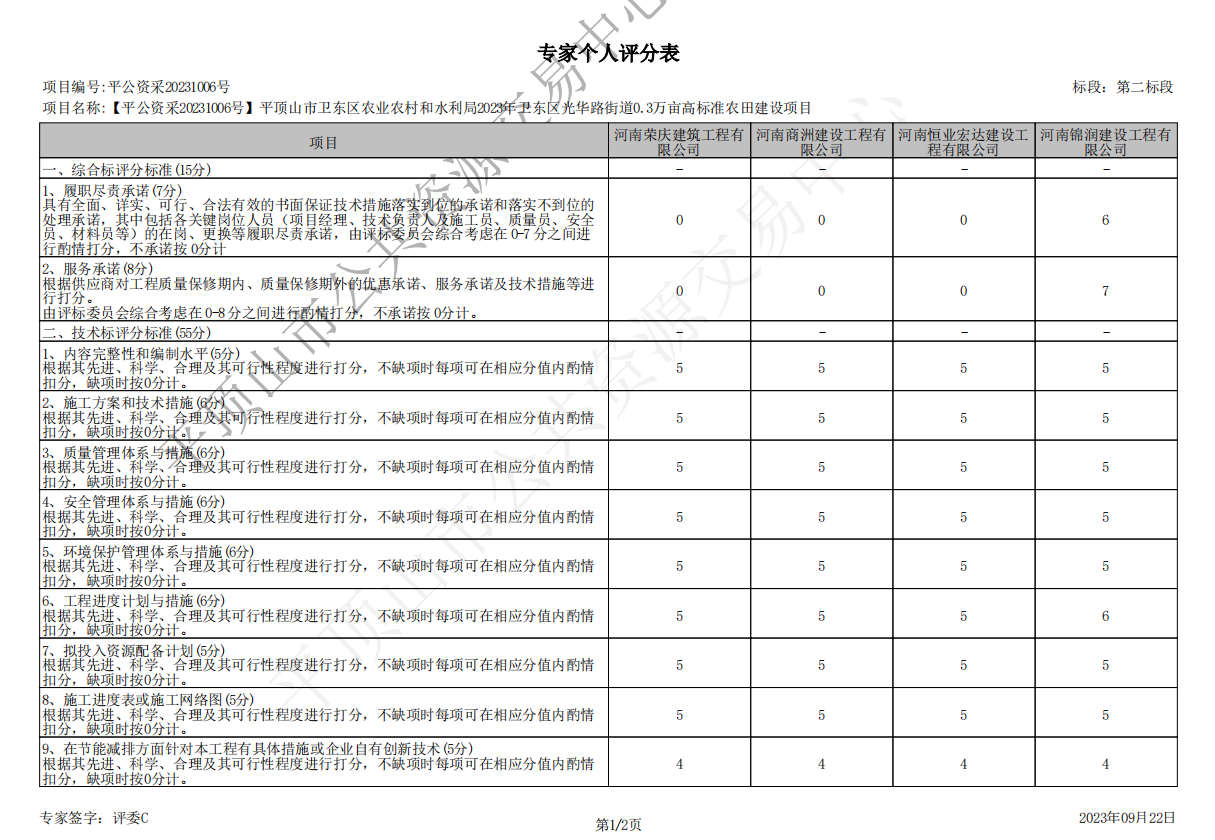 专家个人评分表
项目编号:平公资采20231006号
标段：第二标段
项目名称:【平公资采20231006号】平顶山市卫东区农业农村和水利局2023年卫东区光华路街道0.3万亩高标准农田建设项目
项目
河南荣庆建筑工程有
限公司
河南商洲建设工程有
限公司
河南恒业宏达建设工
程有限公司
河南锦润建设工程有
限公司
一、综合标评分标准(15分)
— — — —
1、履职尽责承诺(7分)
具有全面、详实、可行、合法有效的书面保证技术措施落实到位的承诺和落实不到位的
处理承诺，其中包括各关键岗位人员（项目经理、技术负责人及施工员、质量员、安全
员、材料员等）的在岗、更换等履职尽责承诺，由评标委员会综合考虑在 0-7 分之间进
行酌情打分，不承诺按 0分计
0 0 0 6
2、服务承诺(8分)
根据供应商对工程质量保修期内、质量保修期外的优惠承诺、服务承诺及技术措施等进
行打分。
由评标委员会综合考虑在 0-8 分之间进行酌情打分，不承诺按 0分计。
0 0 0 7
二、技术标评分标准(55分)
— — — —
1、内容完整性和编制水平(5分)
根据其先进、科学、合理及其可行性程度进行打分，不缺项时每项可在相应分值内酌情
扣分，缺项时按0分计。
5 5 5 5
2、施工方案和技术措施(6分)
根据其先进、科学、合理及其可行性程度进行打分，不缺项时每项可在相应分值内酌情
扣分，缺项时按0分计。
5 5 5 5
3、质量管理体系与措施(6分)
根据其先进、科学、合理及其可行性程度进行打分，不缺项时每项可在相应分值内酌情
扣分，缺项时按0分计。
5 5 5 5
4、安全管理体系与措施(6分)
根据其先进、科学、合理及其可行性程度进行打分，不缺项时每项可在相应分值内酌情
扣分，缺项时按0分计。
5 5 5 5
5、环境保护管理体系与措施(6分)
根据其先进、科学、合理及其可行性程度进行打分，不缺项时每项可在相应分值内酌情
扣分，缺项时按0分计。
5 5 5 5
6、工程进度计划与措施(6分)
根据其先进、科学、合理及其可行性程度进行打分，不缺项时每项可在相应分值内酌情
扣分，缺项时按0分计。
5 5 5 6
7、拟投入资源配备计划(5分)
根据其先进、科学、合理及其可行性程度进行打分，不缺项时每项可在相应分值内酌情
扣分，缺项时按0分计。
5 5 5 5
8、施工进度表或施工网络图(5分)
根据其先进、科学、合理及其可行性程度进行打分，不缺项时每项可在相应分值内酌情
扣分，缺项时按0分计。
5 5 5 5
9、在节能减排方面针对本工程有具体措施或企业自有创新技术(5分)
根据其先进、科学、合理及其可行性程度进行打分，不缺项时每项可在相应分值内酌情
扣分，缺项时按0分计。
4 4 4 4
专家签字：评委C
第1/2页
2023年09月22日
平顶山市公共资源交易中心
平顶山市公共资源交易中心